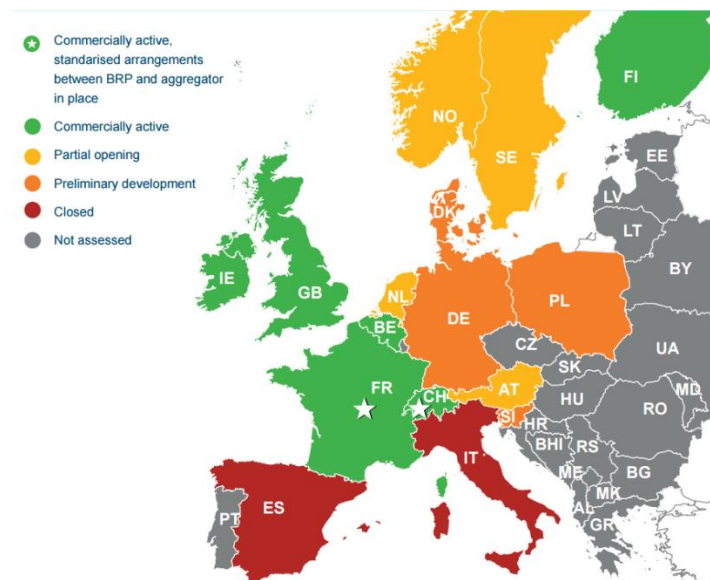 Commercially active,
standarised arrangements
between BRP and aggregator
in place
Commercially active
Partial opening
Preliminary development
Closed
Not assessed
FI
NO
SE
EE
LV
LT
DK
BY
IE
GB
NL
DE
PL
BE
CZ
UA
SK
FR
CH
AT
HU
MD
SI
RO
HR
BHI
RS
IT
ME
BG
MK
AL
GR
ES
PT